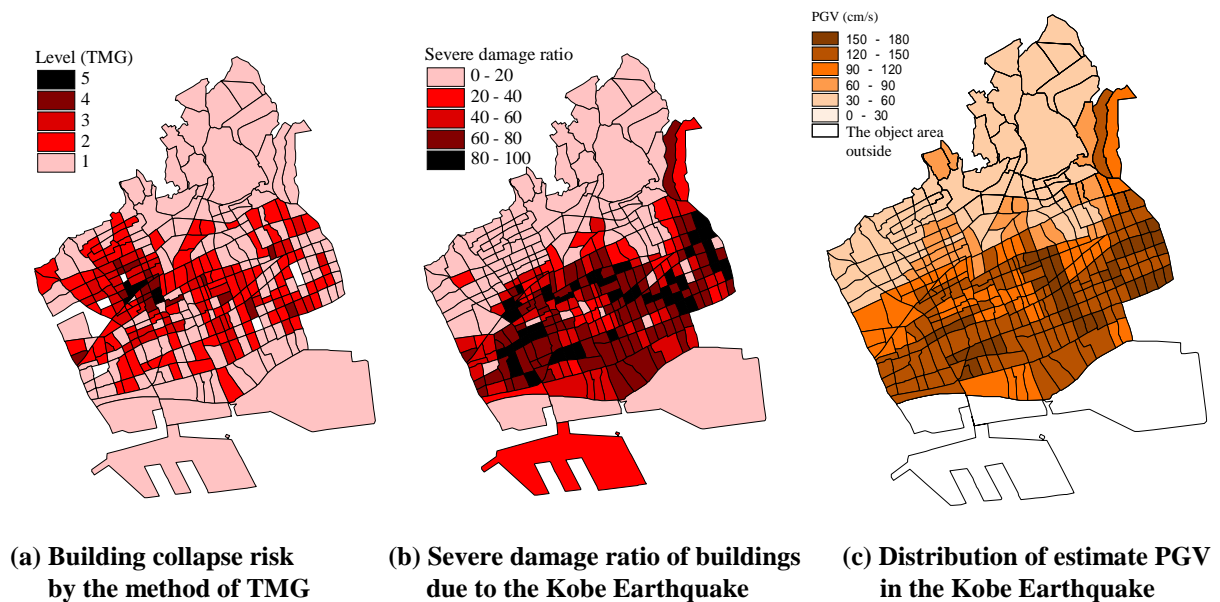 Level (TMG)
5
4
3
2
1
Severe damage ratio
0 - 20
20 - 40
40 - 60
60 - 80
80 - 100
PGV (cm/s)
150 - 180
120 - 150
90 - 120
60 - 90
30 - 60
0 - 30
The object area
outside
(a) Building collapse risk
by the method of TMG
(b) Severe damage ratio of buildings
due to the Kobe Earthquake
(c) Distribution of estimate PGV
in the Kobe Earthquake